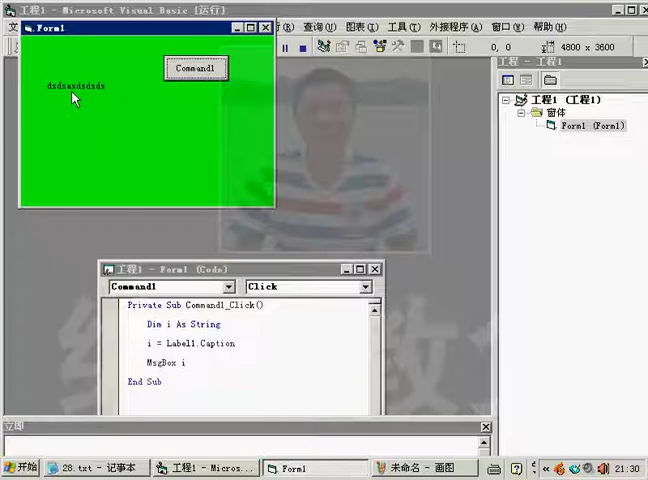 工程1 - Microsoft Visual Basic [运行]
(R) 查询(U) 图表(I) 工具(T) 外接程序(A) 窗口(W) 帮助(H)
0, 0
4800 x 3600
Form1
Command1
dsdsasdsdsds
工程 - 工程1
工程1 (工程1)
窗体
Form1 (Form1)
工程1 - Form1 (Code)
Command1
Click
Private Sub Command1_Click()
Dim i As String
i = Label1.Caption
MsgBox i
End Sub
立即
开始
28.txt - 记事本
工程1 - Micros...
Form1
未命名 - 画图
21:30